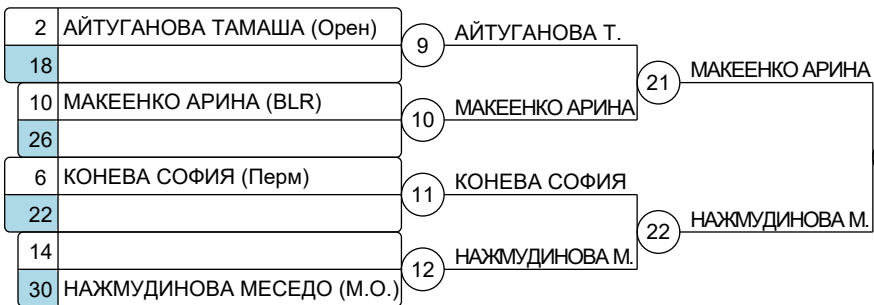 2 АЙТУГАНОВА ТАМАША (Орен)
18
10 МАКЕЕНКО АРИНА (BLR)
26
6 КОНЕВА СОФИЯ (Перм)
22
14
30 НАЖМУДИНОВА МЕСЕДО (М.О.)
9 АЙТУГАНОВА Т.
10 МАКЕЕНКО АРИНА
11 КОНЕВА СОФИЯ
12 НАЖМУДИНОВА М.
21 МАКЕЕНКО АРИНА
22 НАЖМУДИНОВА М.